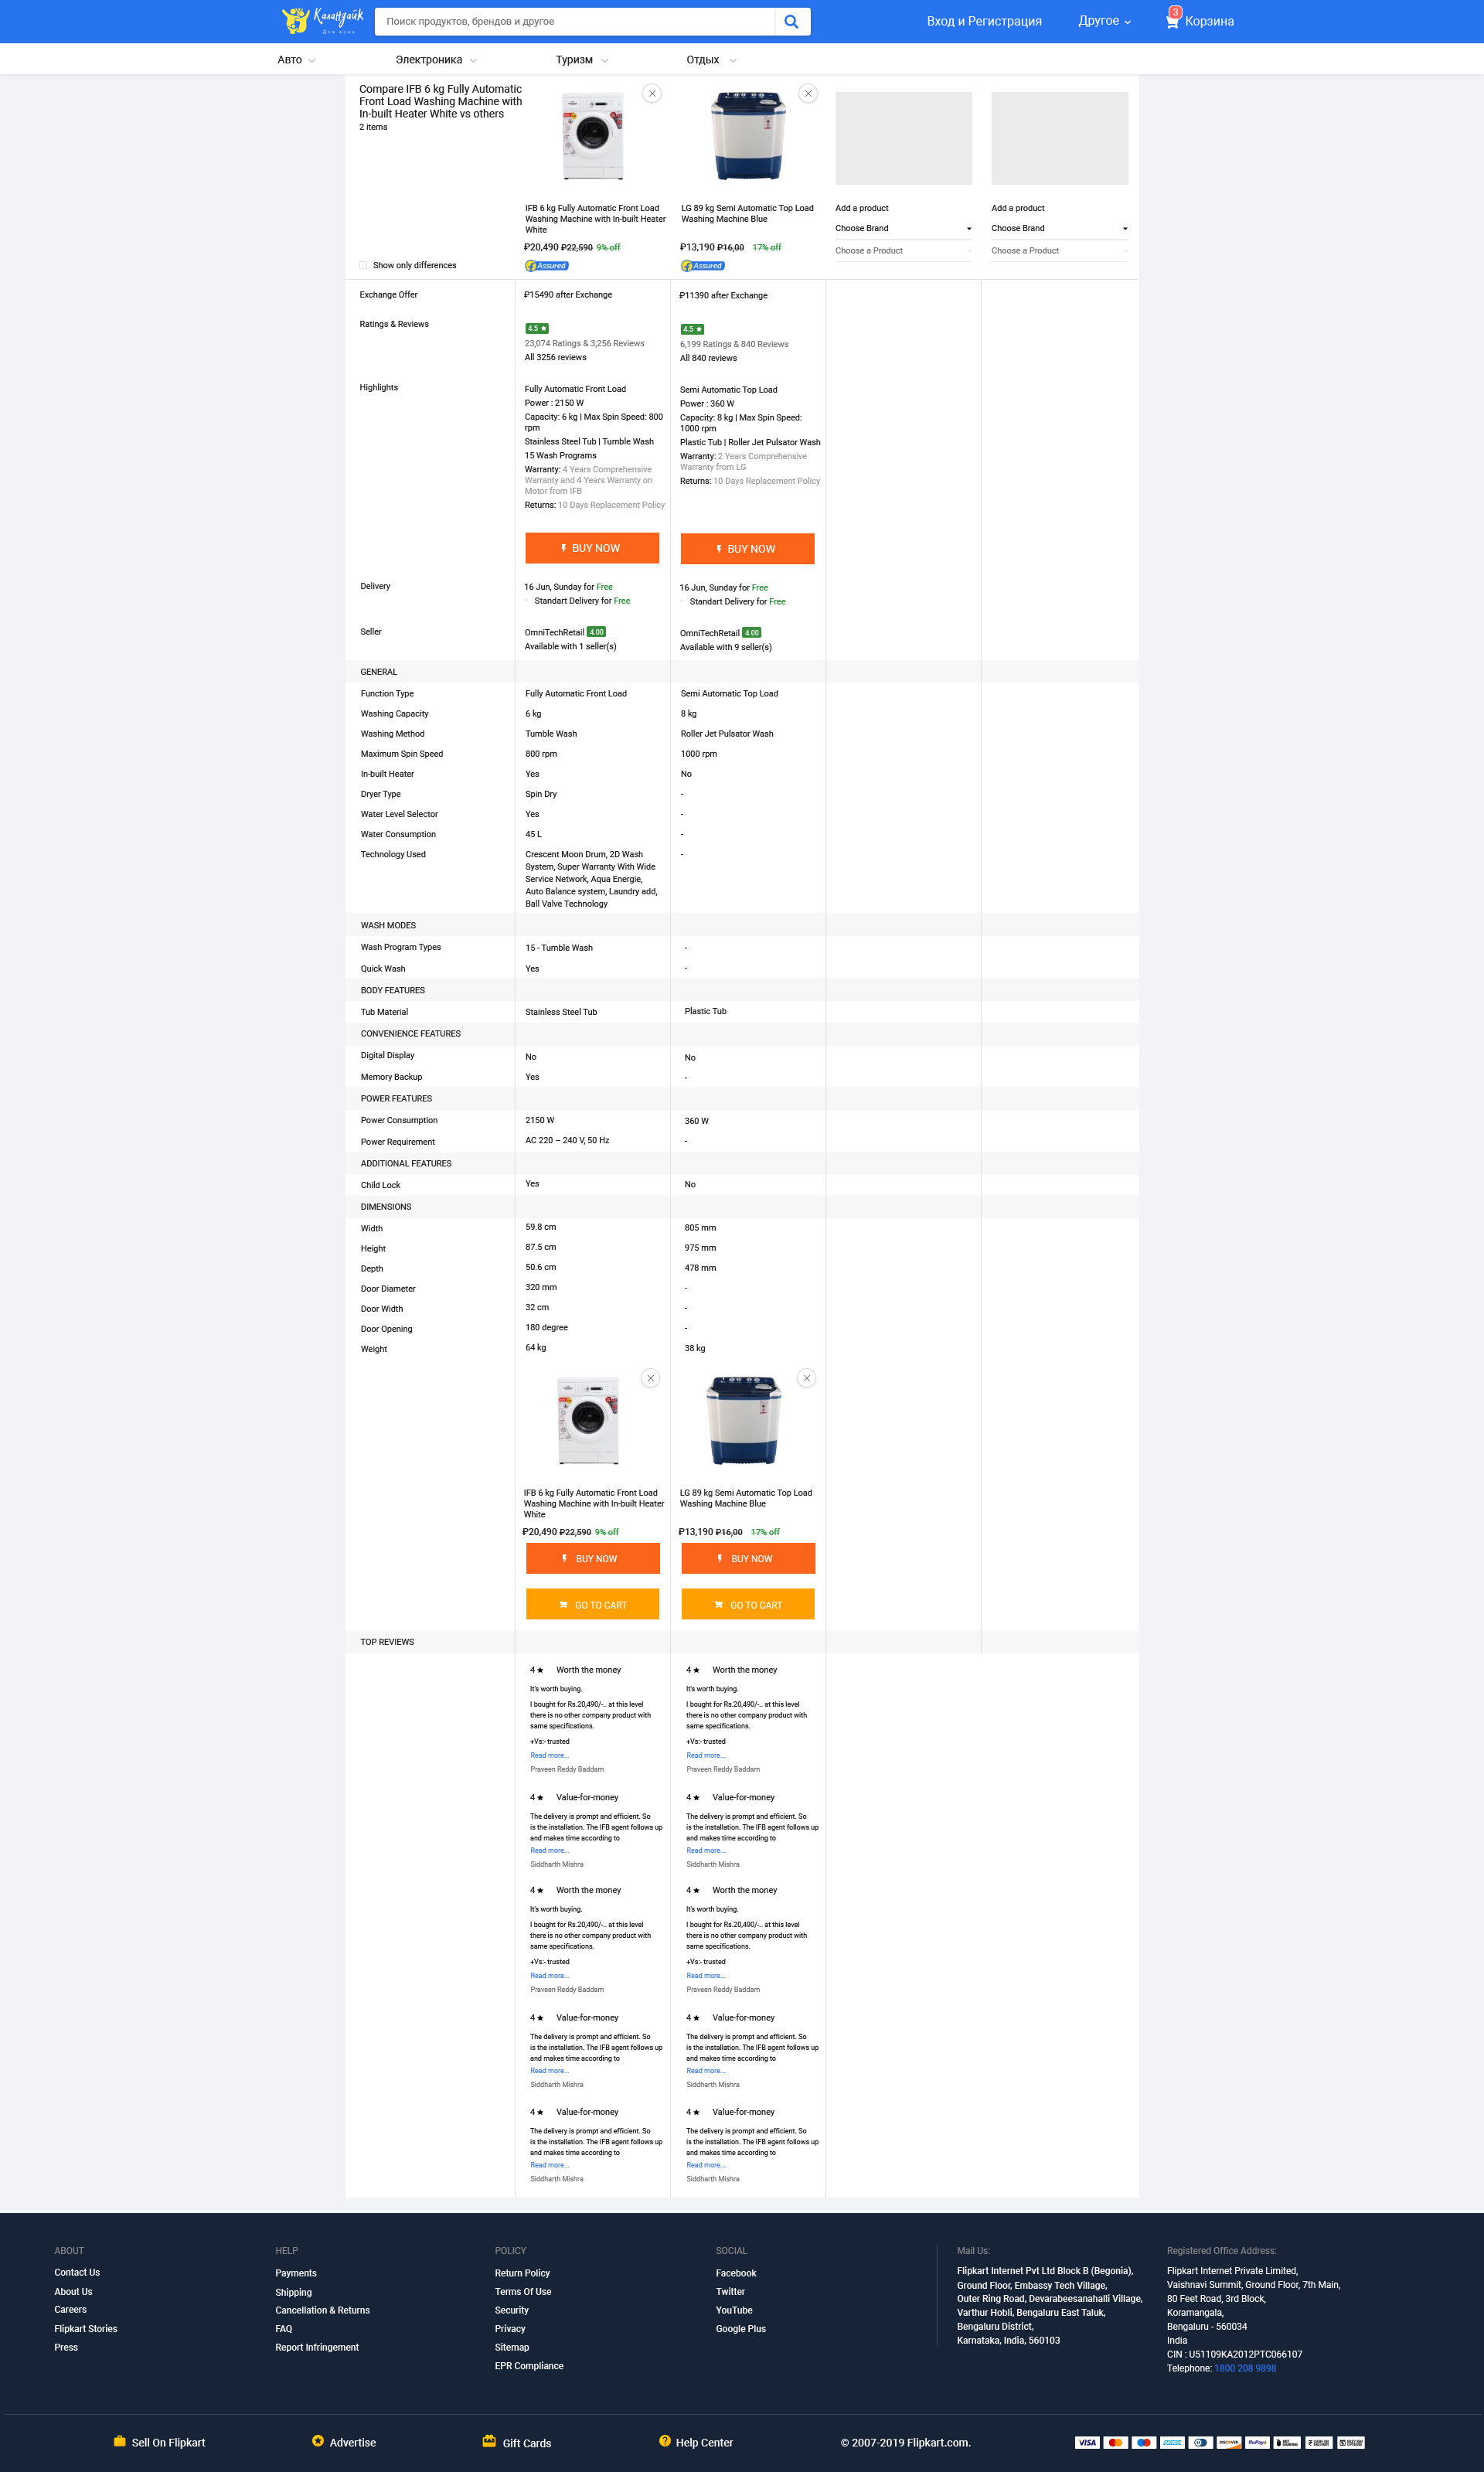 Каландайк
Для всех
Поиск продуктов, брендов и другое
Вход и Регистрация
Другое
3
Корзина
Авто
Электроника
Туризм
Отдых
Compare IFB 6 kg Fully Automatic
Front Load Washing Machine with
In-built Heater White vs others
2 items
Show only differences
IFB 6 kg Fully Automatic Front Load
Washing Machine with In-built Heater
White
₽20,490 ₽22,590 9% off
Assured
LG 89 kg Semi Automatic Top Load
Washing Machine Blue
₽13,190 ₽16,00 17% off
Assured
Add a product
Choose Brand
Choose a Product
Add a product
Choose Brand
Choose a Product
Exchange Offer
₽15490 after Exchange
₽11390 after Exchange
Ratings & Reviews
4.5
23,074 Ratings & 3,256 Reviews
All 3256 reviews
4.5
6,199 Ratings & 840 Reviews
All 840 reviews
Highlights
Fully Automatic Front Load
Power : 2150 W
Capacity: 6 kg | Max Spin Speed: 800
rpm
Stainless Steel Tub | Tumble Wash
15 Wash Programs
Warranty: 4 Years Comprehensive
Warranty and 4 Years Warranty on
Motor from IFB
Returns: 10 Days Replacement Policy
BUY NOW
Semi Automatic Top Load
Power : 360 W
Capacity: 8 kg | Max Spin Speed:
1000 rpm
Plastic Tub | Roller Jet Pulsator Wash
Warranty: 2 Years Comprehensive
Warranty from LG
Returns: 10 Days Replacement Policy
BUY NOW
Delivery
16 Jun, Sunday for Free
Standart Delivery for Free
16 Jun, Sunday for Free
Standart Delivery for Free
Seller
OmniTechRetail 4.00
Available with 1 seller(s)
OmniTechRetail 4.00
Available with 9 seller(s)
GENERAL
Function Type
Fully Automatic Front Load
Semi Automatic Top Load
Washing Capacity
6 kg
8 kg
Washing Method
Tumble Wash
Roller Jet Pulsator Wash
Maximum Spin Speed
800 rpm
1000 rpm
In-built Heater
Yes
No
Dryer Type
Spin Dry
-
Water Level Selector
Yes
-
Water Consumption
45 L
-
Technology Used
Crescent Moon Drum, 2D Wash
System, Super Warranty With Wide
Service Network, Aqua Energie,
Auto Balance system, Laundry add,
Ball Valve Technology
-
WASH MODES
Wash Program Types
15 - Tumble Wash
-
Quick Wash
Yes
-
BODY FEATURES
Tub Material
Stainless Steel Tub
Plastic Tub
CONVENIENCE FEATURES
Digital Display
No
No
Memory Backup
Yes
-
POWER FEATURES
Power Consumption
2150 W
360 W
Power Requirement
AC 220 – 240 V, 50 Hz
-
ADDITIONAL FEATURES
Child Lock
Yes
No
DIMENSIONS
Width
59.8 cm
805 mm
Height
87.5 cm
975 mm
Depth
50.6 cm
478 mm
Door Diameter
320 mm
-
Door Width
32 cm
-
Door Opening
180 degree
-
Weight
64 kg
38 kg
IFB 6 kg Fully Automatic Front Load
Washing Machine with In-built Heater
White
₽20,490 ₽22,590 9% off
BUY NOW
GO TO CART
LG 89 kg Semi Automatic Top Load
Washing Machine Blue
₽13,190 ₽16,00 17% off
BUY NOW
GO TO CART
TOP REVIEWS
4 ★ Worth the money
It's worth buying.
I bought for Rs.20,490/-.. at this level
there is no other company product with
same specifications.
+Vs:- trusted
Read more...
Praveen Reddy Baddam
4 ★ Value-for-money
The delivery is prompt and efficient. So
is the installation. The IFB agent follows up
and makes time according to
Read more...
Siddharth Mishra
4 ★ Worth the money
It's worth buying.
I bought for Rs.20,490/-.. at this level
there is no other company product with
same specifications.
+Vs:- trusted
Read more...
Praveen Reddy Baddam
4 ★ Value-for-money
The delivery is prompt and efficient. So
is the installation. The IFB agent follows up
and makes time according to
Read more...
Siddharth Mishra
4 ★ Value-for-money
The delivery is prompt and efficient. So
is the installation. The IFB agent follows up
and makes time according to
Read more...
Siddharth Mishra
4 ★ Worth the money
It's worth buying.
I bought for Rs.20,490/-.. at this level
there is no other company product with
same specifications.
+Vs:- trusted
Read more...
Praveen Reddy Baddam
4 ★ Value-for-money
The delivery is prompt and efficient. So
is the installation. The IFB agent follows up
and makes time according to
Read more...
Siddharth Mishra
4 ★ Worth the money
It's worth buying.
I bought for Rs.20,490/-.. at this level
there is no other company product with
same specifications.
+Vs:- trusted
Read more...
Praveen Reddy Baddam
4 ★ Value-for-money
The delivery is prompt and efficient. So
is the installation. The IFB agent follows up
and makes time according to
Read more...
Siddharth Mishra
4 ★ Value-for-money
The delivery is prompt and efficient. So
is the installation. The IFB agent follows up
and makes time according to
Read more...
Siddharth Mishra
ABOUT
Contact Us
About Us
Careers
Flipkart Stories
Press
HELP
Payments
Shipping
Cancellation & Returns
FAQ
Report Infringement
POLICY
Return Policy
Terms Of Use
Security
Privacy
Sitemap
EPR Compliance
SOCIAL
Facebook
Twitter
YouTube
Google Plus
Mail Us:
Flipkart Internet Pvt Ltd Block B (Begonia),
Ground Floor, Embassy Tech Village,
Outer Ring Road, Devarabeesanahalli Village,
Varthur Hobli, Bengaluru East Taluk,
Bengaluru District,
Karnataka, India, 560103
Registered Office Address:
Flipkart Internet Private Limited,
Vaishnavi Summit, Ground Floor, 7th Main,
80 Feet Road, 3rd Block,
Koramangala,
Bengaluru - 560034
India
CIN : U51109KA2012PTC066107
Telephone: 1800 208 9898
Sell On Flipkart
Advertise
Gift Cards
Help Center
© 2007-2019 Flipkart.com.
VISA
DISCOVER
RuPay